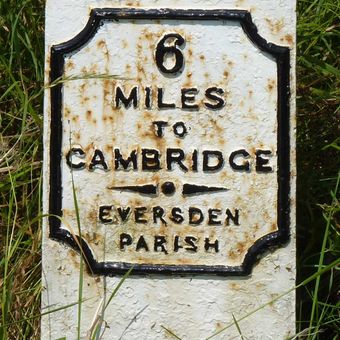 6
MILES
TO
CAMBRIDGE
EVERSDEN
PARISH